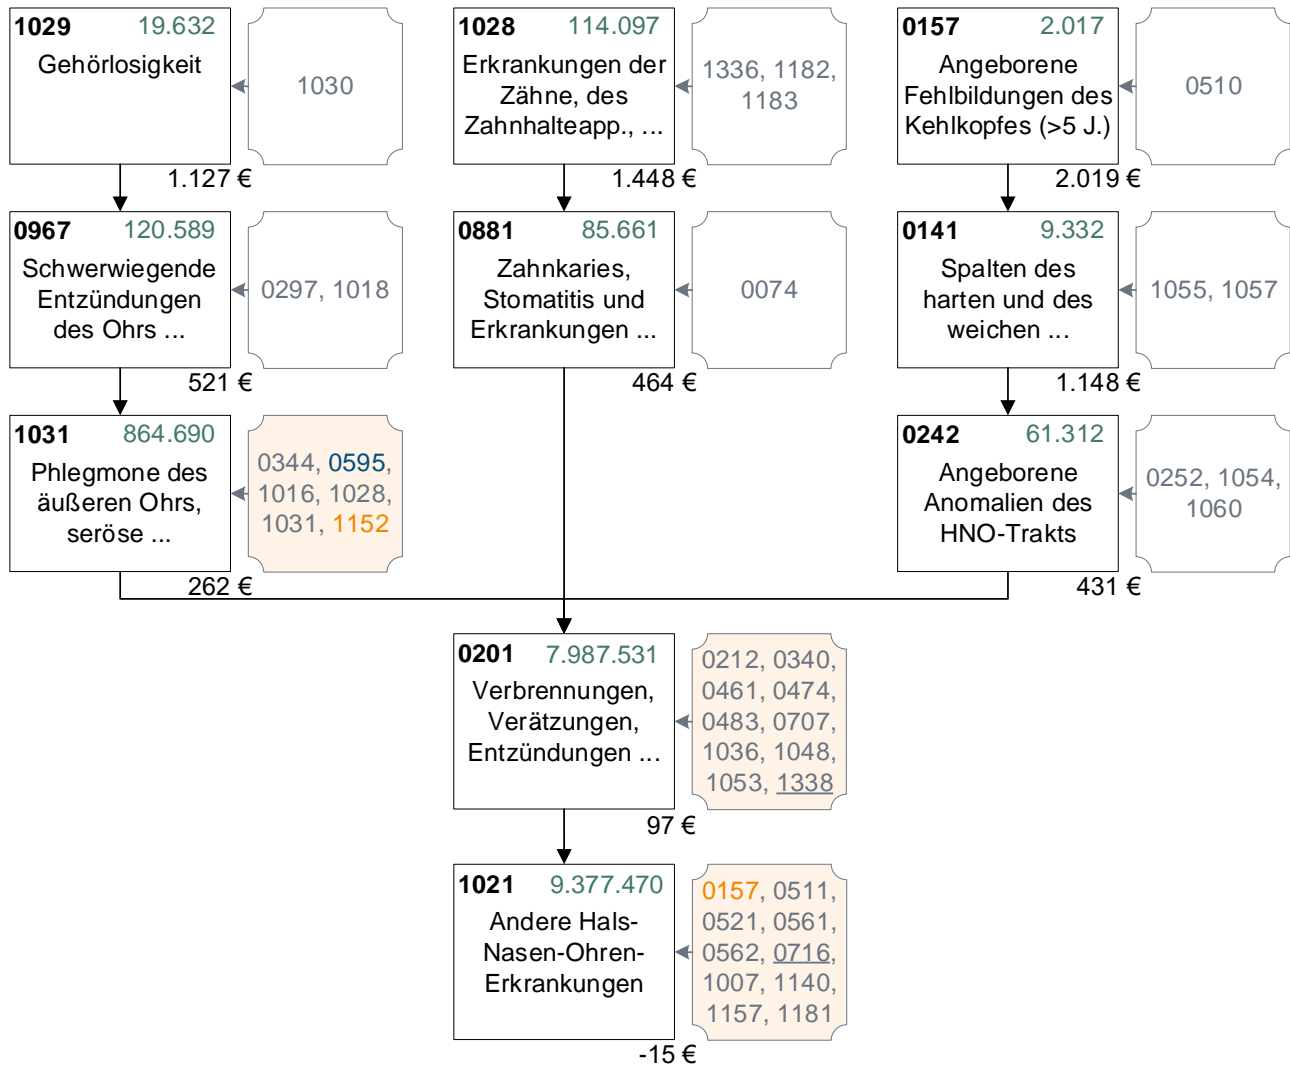 1029 19.632
Gehörlosigkeit
1030
1.127 €
1028 114.097
Erkrankungen der
Zähne, des
Zahnhalteapp., ...
1336, 1182,
1183
1.448 €
0157 2.017
Angeborene
Fehlbildungen des
Kehlkopfes (>5 J.)
0510
2.019 €
0967 120.589
Schwerwiegende
Entzündungen
des Ohrs ...
0297, 1018
521 €
0881 85.661
Zahnkaries,
Stomatitis und
Erkrankungen ...
0074
464 €
0141 9.332
Spalten des
harten und des
weichen ...
1055, 1057
1.148 €
1031 864.690
Phlegmone des
äußeren Ohrs,
seröse ...
0344, 0595,
1016, 1028,
1031, 1152
262 €
0242 61.312
Angeborene
Anomalien des
HNO-Trakts
0252, 1054,
1060
431 €
0201 7.987.531
Verbrennungen,
Verätzungen,
Entzündungen ...
0212, 0340,
0461, 0474,
0483, 0707,
1036, 1048,
1053, 1338
97 €
1021 9.377.470
Andere Hals-
Nasen-Ohren-
Erkrankungen
0157, 0511,
0521, 0561,
0562, 0716,
1007, 1140,
1157, 1181
-15 €